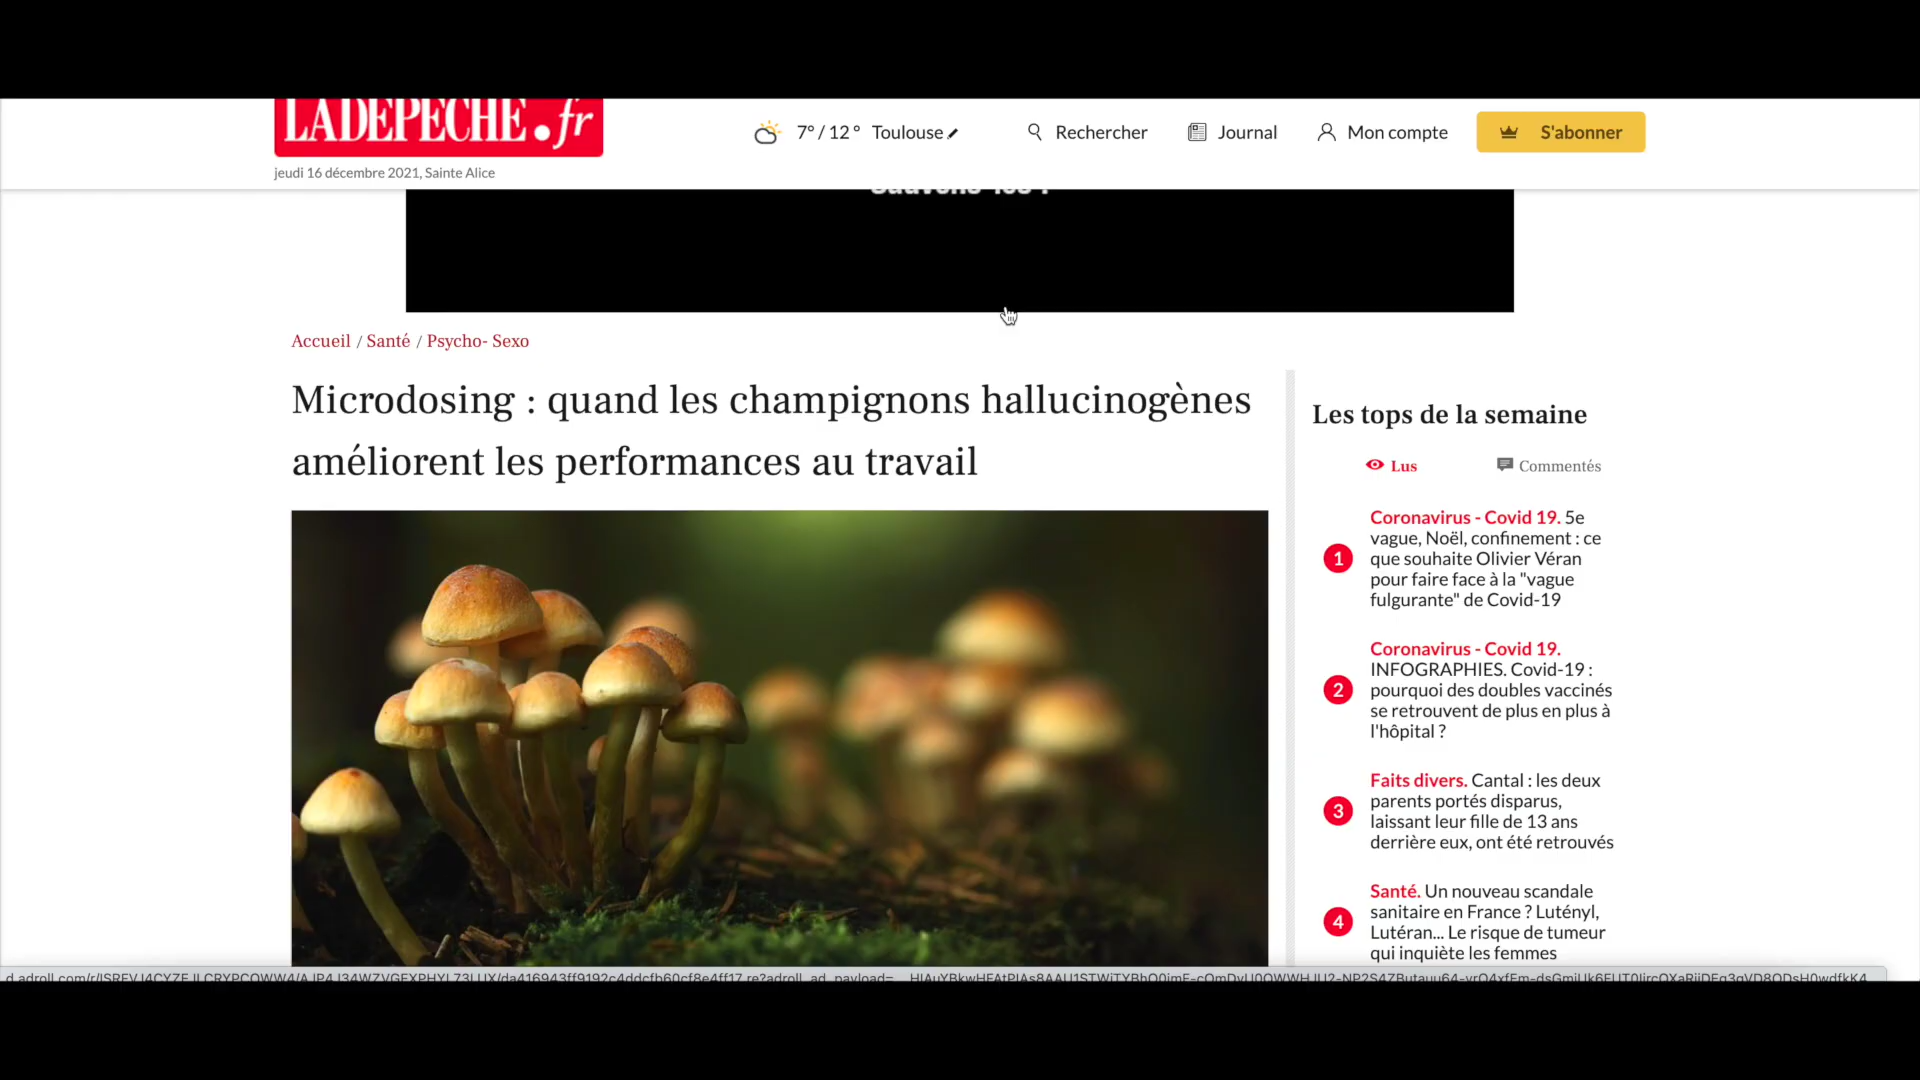 LADEPECHE.fr
7° / 12 ° Toulouse
Rechercher
Journal
Mon compte
S'abonner
jeudi 16 décembre 2021, Sainte Alice
Accueil / Santé / Psycho- Sexo
Microdosing : quand les champignons hallucinogènes
améliorent les performances au travail
Les tops de la semaine
Lus
Commentés
1
Coronavirus - Covid 19. 5e
vague, Noël, confinement : ce
que souhaite Olivier Véran
pour faire face à la "vague
fulgurante" de Covid-19
2
Coronavirus - Covid 19.
INFOGRAPHIES. Covid-19 :
pourquoi des doubles vaccinés
se retrouvent de plus en plus à
l'hôpital ?
3
Faits divers. Cantal : les deux
parents portés disparus,
laissant leur fille de 13 ans
derrière eux, ont été retrouvés
4
Santé. Un nouveau scandale
sanitaire en France ? Lutényl,
Lutéran... Le risque de tumeur
qui inquiète les femmes